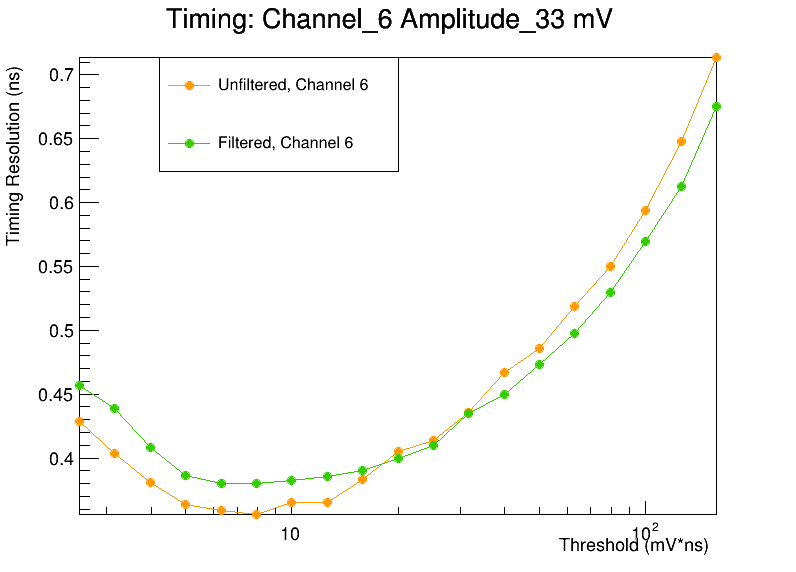 Timing: Channel_6 Amplitude_33 mV
Timing Resolution (ns)
Unfiltered, Channel 6
Filtered, Channel 6
0.7
0.65
0.6
0.55
0.5
0.45
0.4
10
10²
Threshold (mV*ns)